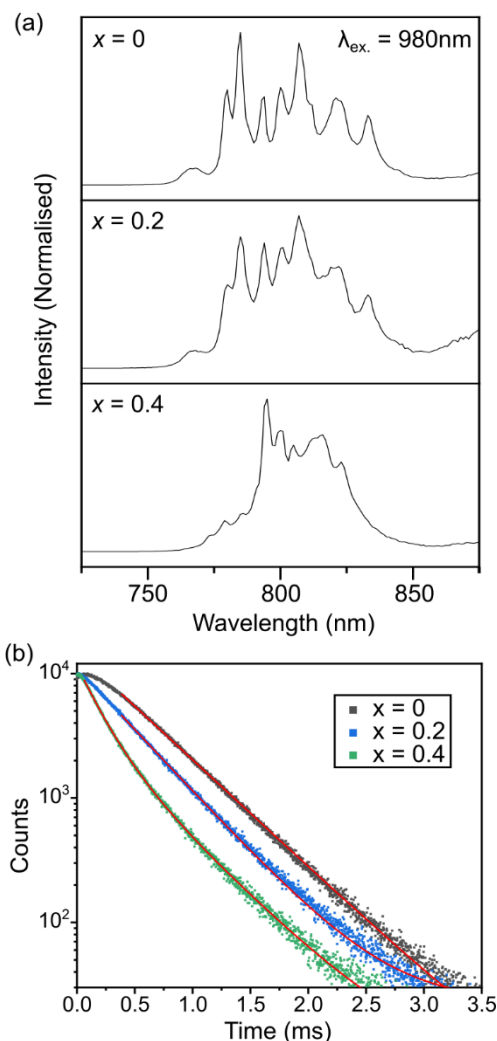 (a)
x = 0
λex. = 980nm
x = 0.2
x = 0.4
Intensity (Normalised)
750
800
850
Wavelength (nm)
(b)
10⁴
x = 0
x = 0.2
x = 0.4
10³
Counts
10²
0.0
0.5
1.0
1.5
2.0
2.5
3.0
3.5
Time (ms)